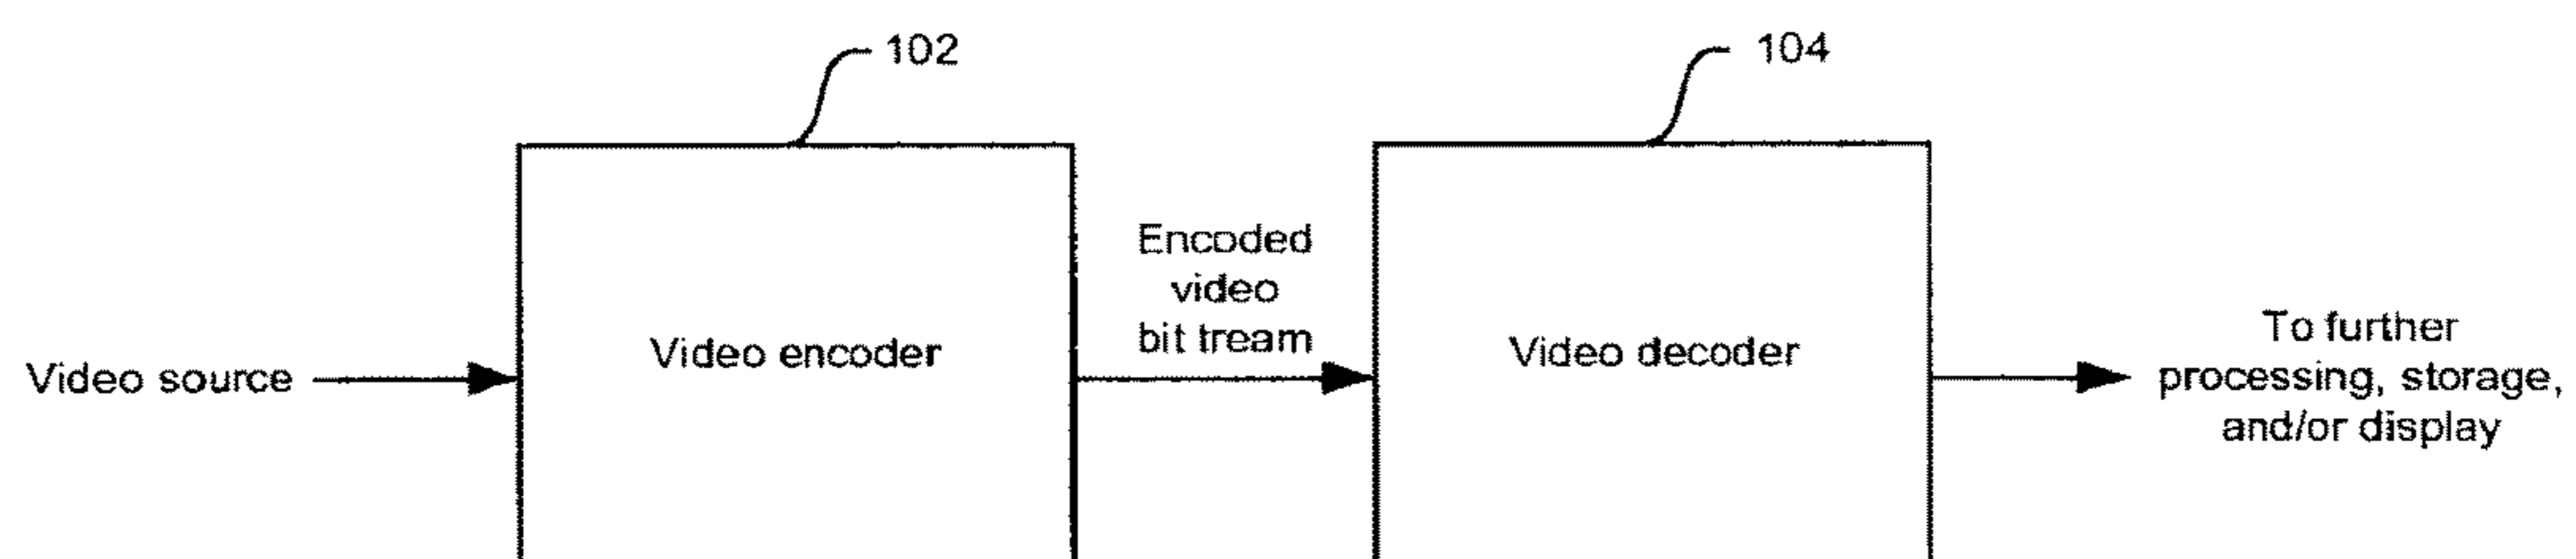 102
104
Video source
Video encoder
Encoded
video
bit tream
Video decoder
To further
processing, storage,
and/or display